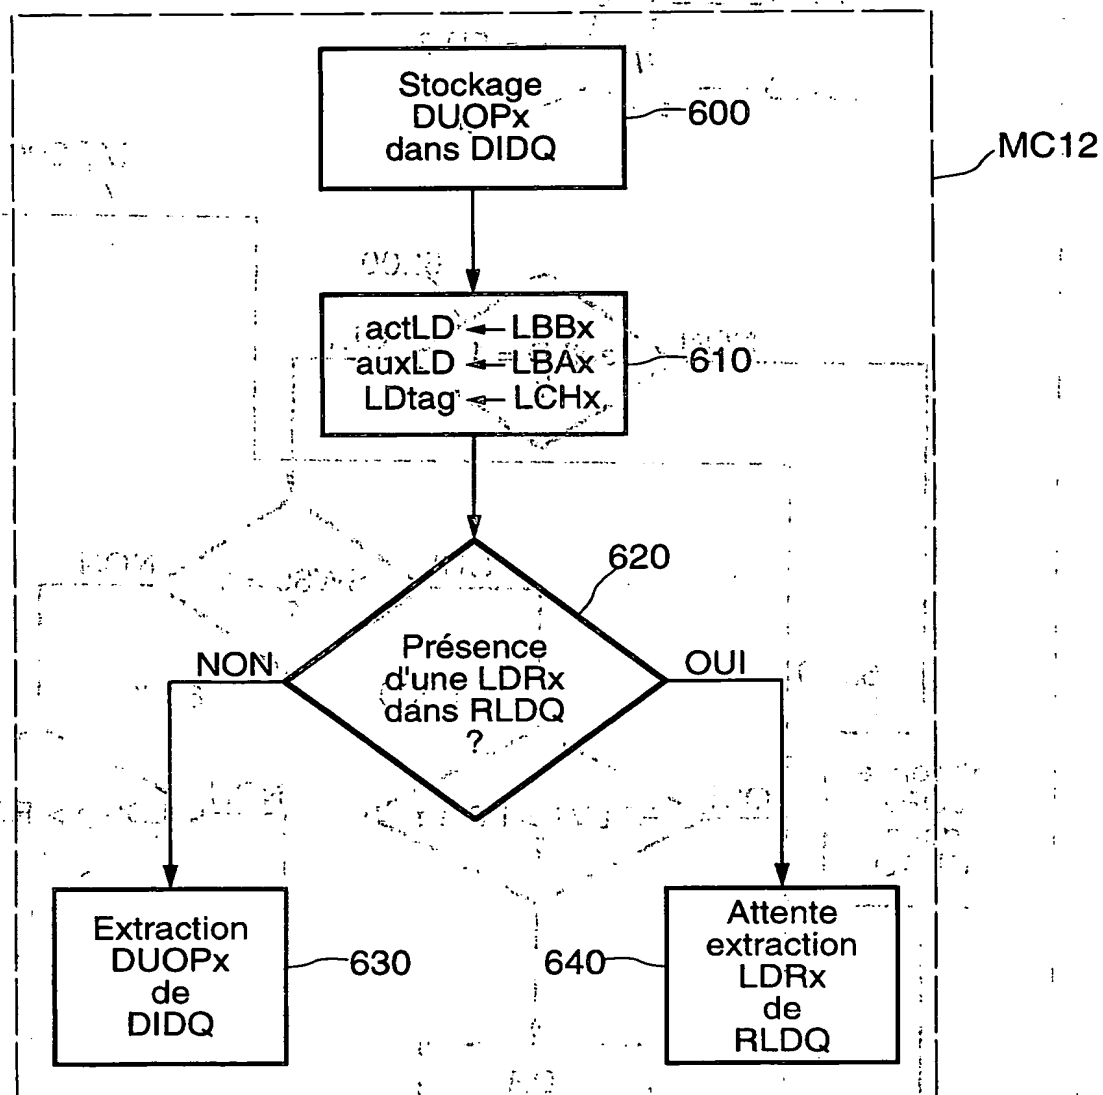 Stockage
DUOPx
dans DIDQ
600
MC12
actLD ← LBBx
auxLD ← LBAx
LDtag ← LCHx
610
620
Présence
d'une LDRx
dans RLDQ
?
NON
OUI
Extraction
DUOPx
de
DIDQ
630
640
Attente
extraction
LDRx
de
RLDQ